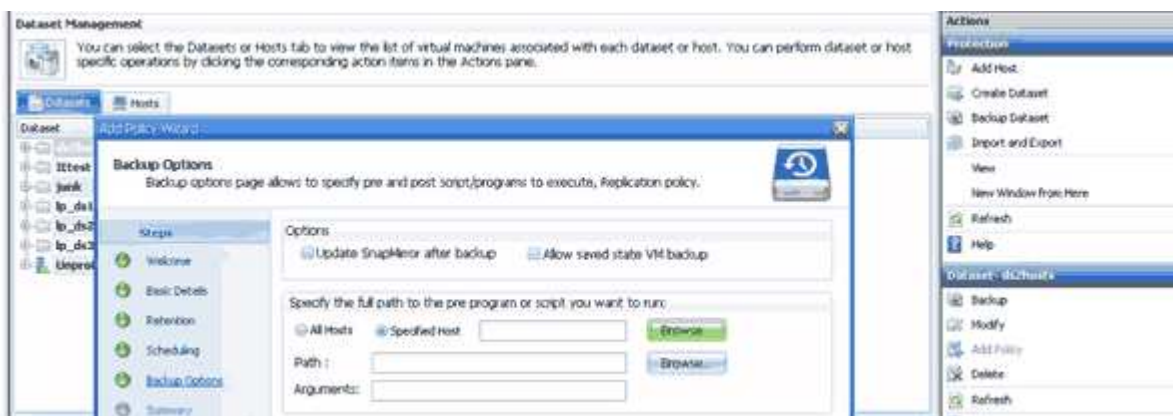 Dataset Management
You can select the Datasets or Hosts tab to view the list of virtual machines associated with each dataset or host. You can perform dataset or host
specific operations by clicking the corresponding action items in the Actions pane.
Datasets
Hosts
Dataset
IItest
junk
lp_ds1
lp_ds2
lp_ds3
Unpro
Add Policy Wizard
Backup Options
Backup options page allows to specify pre and post script/programs to execute, Replication policy.
Steps
Welcome
Basic Details
Retention
Scheduling
Backup Options
Summary
Options
Update SnapMirror after backup
Allow saved state VM backup
Specify the full path to the pre program or script you want to run:
All Hosts
Specified Host
Browse...
Path :
Browse...
Arguments:
Actions
Protection
Add Host
Create Dataset
Backup Dataset
Import and Export
View
New Window from Here
Refresh
Help
Dataset- ds2hosts
Backup
Modify
Add Policy
Delete
Refresh